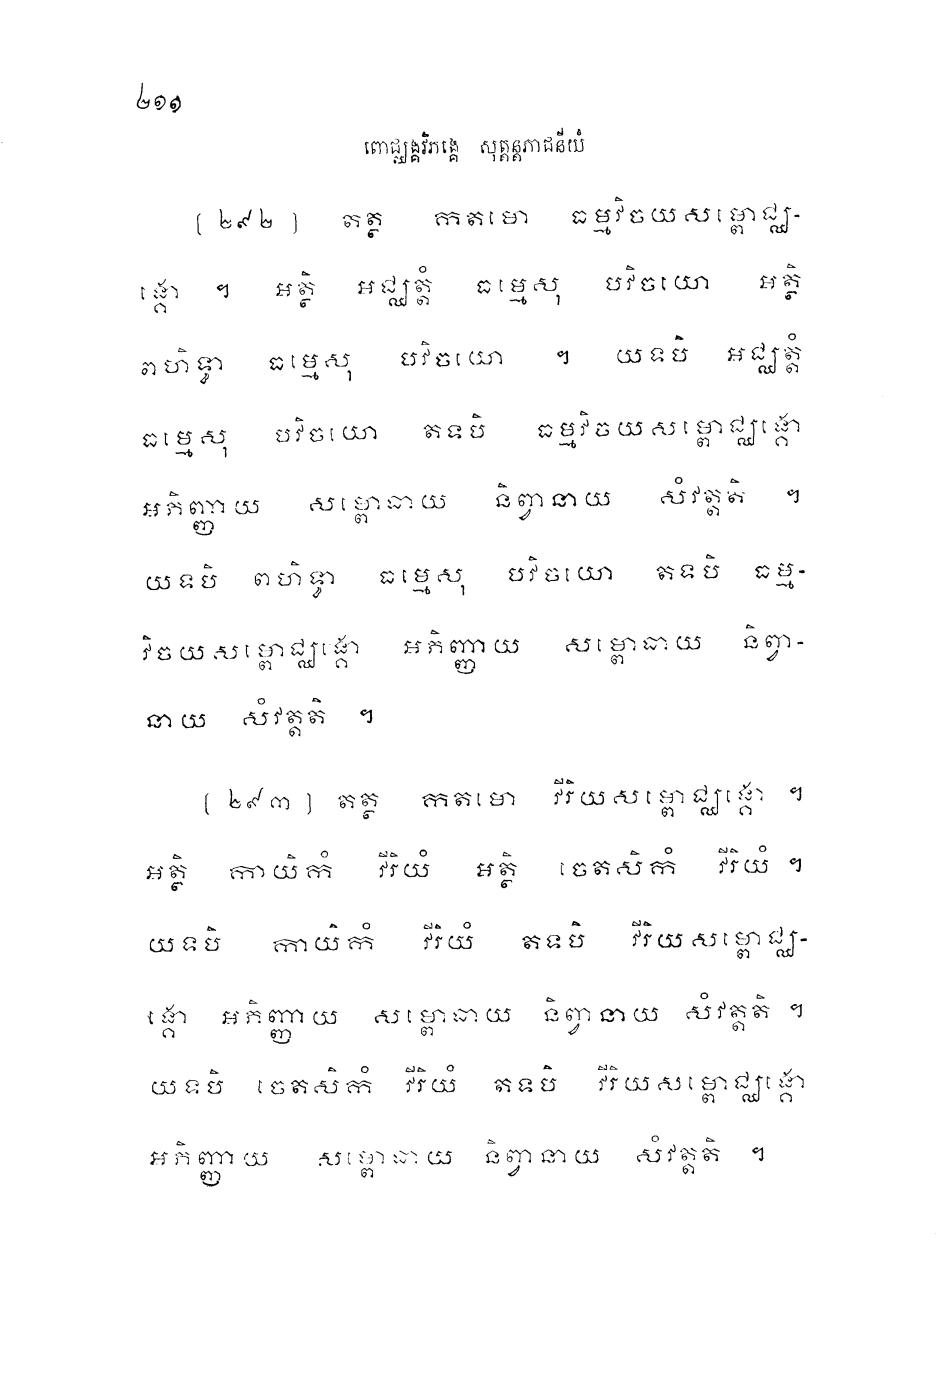 ២១១
ពោជ្ឈង្គវិភង្គេ សុត្តន្តភាជនីយំ
[ ២៩២ ] តត្ថ កតមោ ធម្មវិចយសម្ពោជ្ឈ-
ង្គោ ។ អត្ថិ អជ្ឈត្តំ ធម្មេសុ បវិចយោ អត្ថិ
ពហិទ្ធា ធម្មេសុ បវិចយោ ។ យទបិ អជ្ឈត្តំ
ធម្មេសុ បវិចយោ តទបិ ធម្មវិចយសម្ពោជ្ឈង្គោ
អភិញ្ញាយ សម្ពោធាយ និព្វានាយ សំវត្តតិ ។
យទបិ ពហិទ្ធា ធម្មេសុ បវិចយោ តទបិ ធម្ម-
វិចយសម្ពោជ្ឈង្គោ អភិញ្ញាយ សម្ពោធាយ និព្វា-
នាយ សំវត្តតិ ។
[ ២៩៣ ] តត្ថ កតមោ វីរិយសម្ពោជ្ឈង្គោ ។
អត្ថិ កាយិកំ វីរិយំ អត្ថិ ចេតសិកំ វីរិយំ ។
យទបិ កាយិកំ វីរិយំ តទបិ វីរិយសម្ពោជ្ឈ-
ង្គោ អភិញ្ញាយ សម្ពោធាយ និព្វានាយ សំវត្តតិ ។
យទបិ ចេតសិកំ វីរិយំ តទបិ វីរិយសម្ពោជ្ឈង្គោ
អភិញ្ញាយ សម្ពោធាយ និព្វានាយ សំវត្តតិ ។